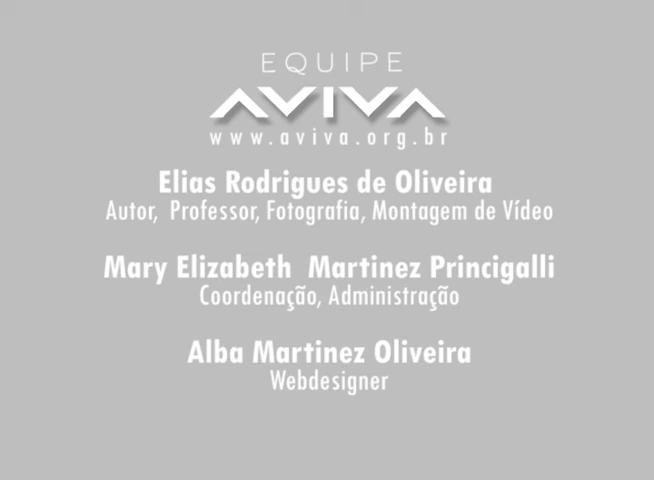 EQUIPE
AVIVA
www.aviva.org.br
Elias Rodrigues de Oliveira
Autor, Professor, Fotografia, Montagem de Vídeo
Mary Elizabeth Martinez Princigalli
Coordenação, Administração
Alba Martinez Oliveira
Webdesigner